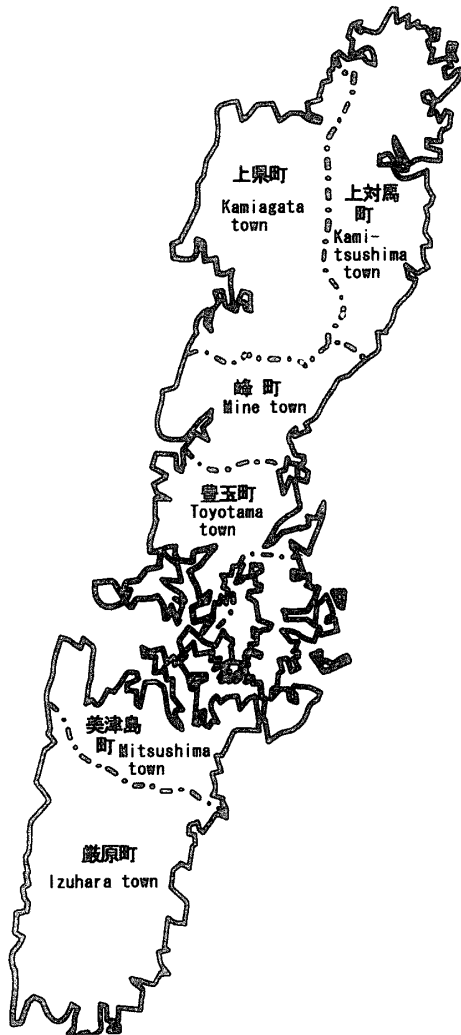 上県町
Kamiagata
town
上対馬
町
Kami-
tsushima
town
峰 町
Mine town
豊玉町
Toyotama
town
美津島
町 Mitsushima
town
厳原町
Izuhara town